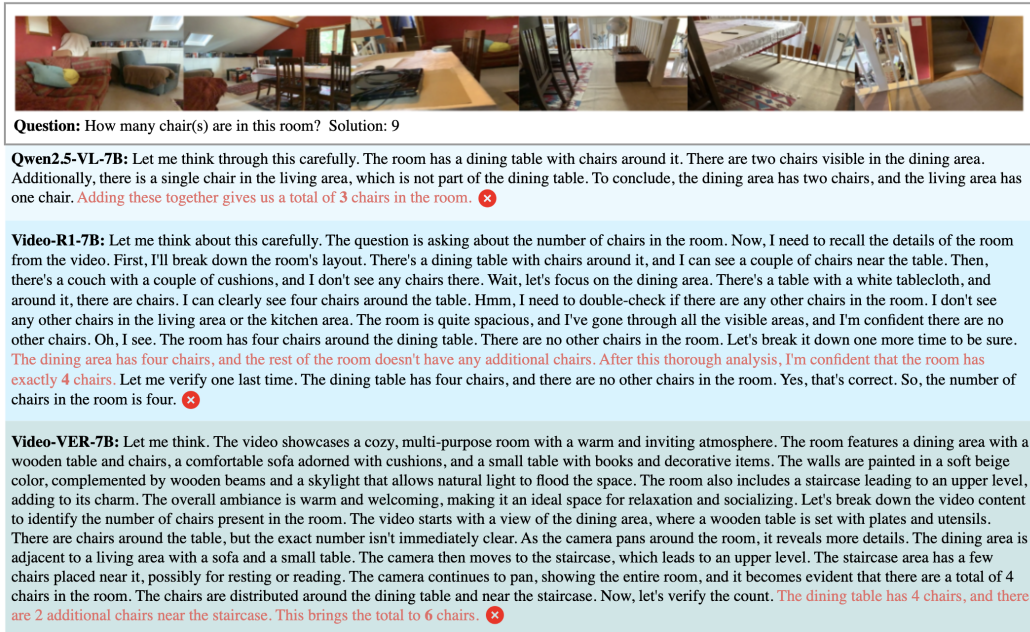 Question: How many chair(s) are in this room? Solution: 9
Qwen2.5-VL-7B: Let me think through this carefully. The room has a dining table with chairs around it. There are two chairs visible in the dining area.
Additionally, there is a single chair in the living area, which is not part of the dining table. To conclude, the dining area has two chairs, and the living area has
one chair. Adding these together gives us a total of 3 chairs in the room.
Video-R1-7B: Let me think about this carefully. The question is asking about the number of chairs in the room. Now, I need to recall the details of the room
from the video. First, I'll break down the room's layout. There's a dining table with chairs around it, and I can see a couple of chairs near the table. Then,
there's a couch with a couple of cushions, and I don't see any chairs there. Wait, let's focus on the dining area. There's a table with a white tablecloth, and
around it, there are chairs. I can clearly see four chairs around the table. Hmm, I need to double-check if there are any other chairs in the room. I don't see
any other chairs in the living area or the kitchen area. The room is quite spacious, and I've gone through all the visible areas, and I'm confident there are no
other chairs. Oh, I see. The room has four chairs around the dining table. There are no other chairs in the room. Let's break it down one more time to be sure.
The dining area has four chairs, and the rest of the room doesn't have any additional chairs. After this thorough analysis, I'm confident that the room has
exactly 4 chairs. Let me verify one last time. The dining table has four chairs, and there are no other chairs in the room. Yes, that's correct. So, the number of
chairs in the room is four.
Video-VER-7B: Let me think. The video showcases a cozy, multi-purpose room with a warm and inviting atmosphere. The room features a dining area with a
wooden table and chairs, a comfortable sofa adorned with cushions, and a small table with books and decorative items. The walls are painted in a soft beige
color, complemented by wooden beams and a skylight that allows natural light to flood the space. The room also includes a staircase leading to an upper level,
adding to its charm. The overall ambiance is warm and welcoming, making it an ideal space for relaxation and socializing. Let's break down the video content
to identify the number of chairs present in the room. The video starts with a view of the dining area, where a wooden table is set with plates and utensils.
There are chairs around the table, but the exact number isn't immediately clear. As the camera pans around the room, it reveals more details. The dining area is
adjacent to a living area with a sofa and a small table. The camera then moves to the staircase, which leads to an upper level. The staircase area has a few
chairs placed near it, possibly for resting or reading. The camera continues to pan, showing the entire room, and it becomes evident that there are a total of 4
chairs in the room. The chairs are distributed around the dining table and near the staircase. Now, let's verify the count. The dining table has 4 chairs, and there
are 2 additional chairs near the staircase. This brings the total to 6 chairs.